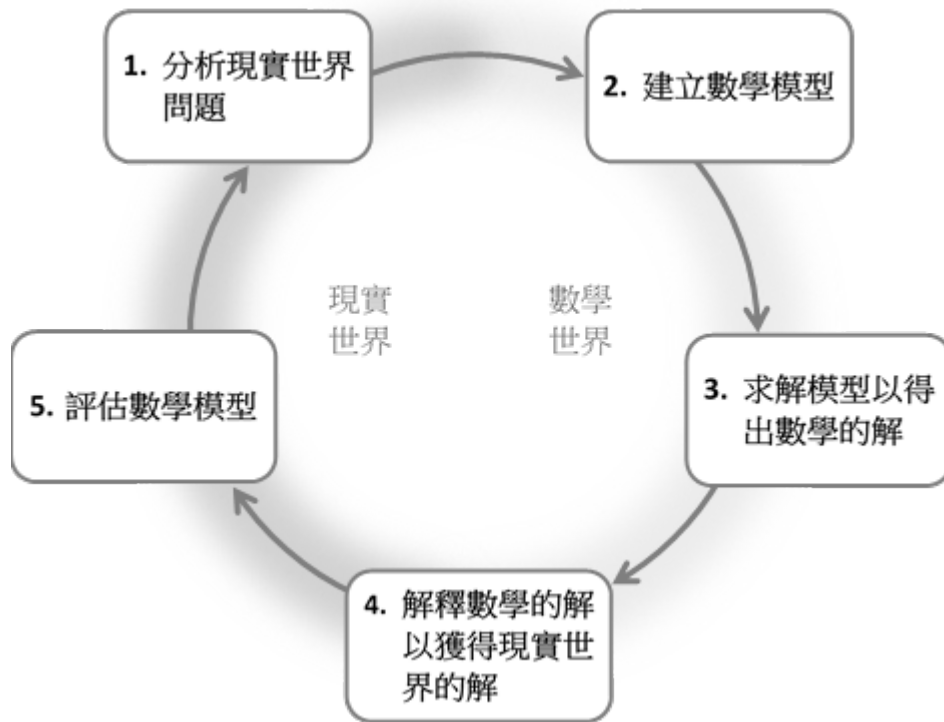 1. 分析現實世界
問題
2. 建立數學模型
3. 求解模型以得
出數學的解
4. 解釋數學的解
以獲得現實世
界的解
5. 評估數學模型
現實
世界
數學
世界